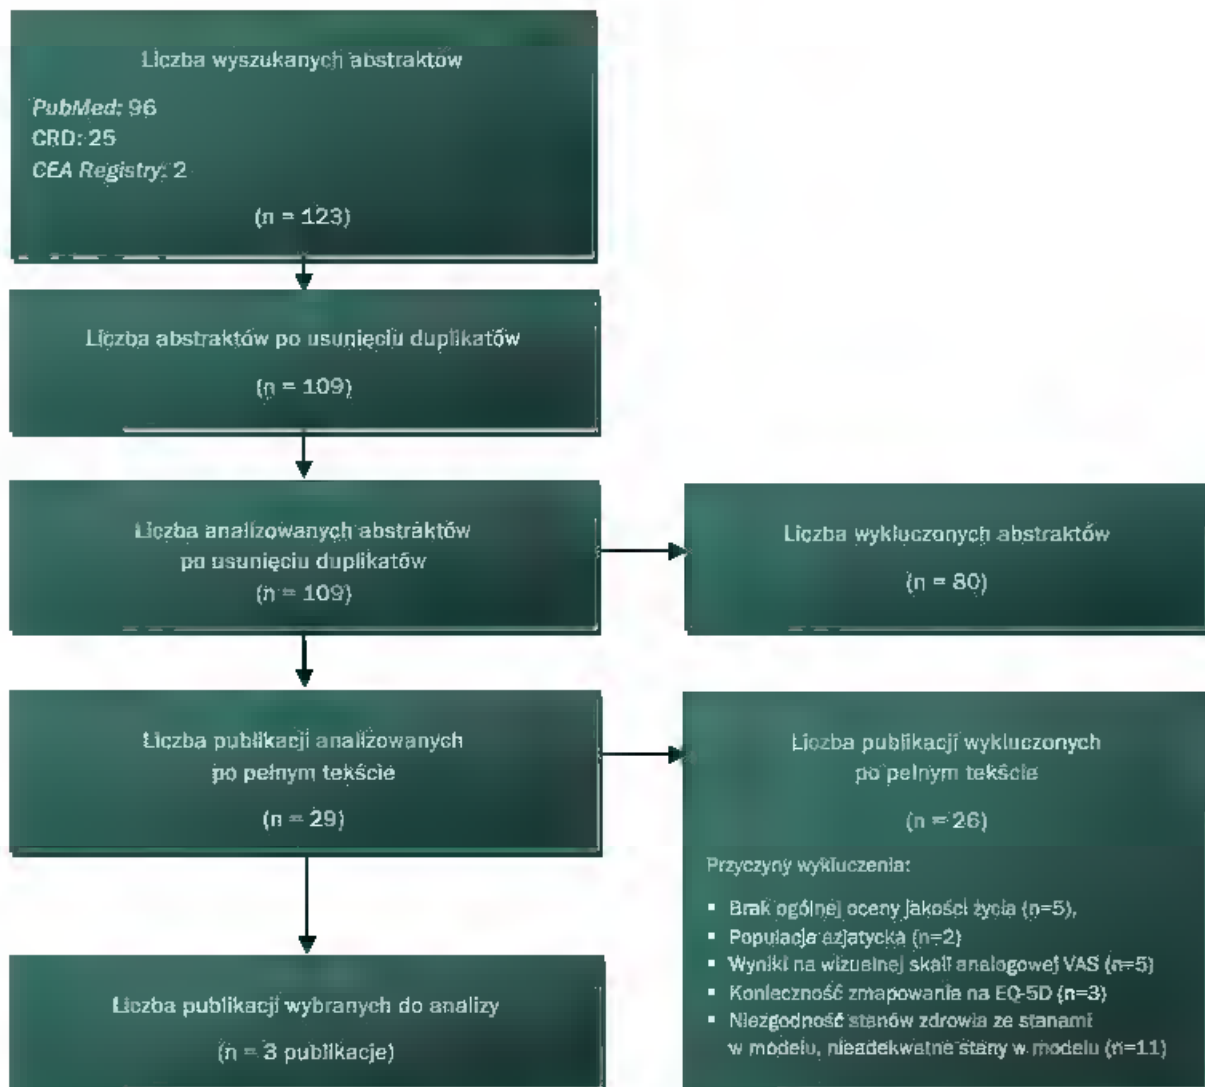 Liczba wyszukanych abstraktów
PubMed: 96
CRD: 25
CEA Registry: 2
(n = 123)
Liczba abstraktów po usunięciu duplikatów
(n = 109)
Liczba analizowanych abstraktów
po usunięciu duplikatów
(n = 109)
Liczba wykluczonych abstraktów
(n = 80)
Liczba publikacji analizowanych
po pełnym tekście
(n = 29)
Liczba publikacji wykluczonych
po pełnym tekście
(n = 26)
Przyczyny wykluczenia:
▪ Brak ogólnej oceny jakości życia (n=5),
▪ Populacja azjatycka (n=2)
▪ Wyniki na wizualnej skali analogowej VAS (n=5)
▪ Konieczność zmapowania na EQ-5D (n=3)
▪ Niezgodność stanów zdrowia ze stanami
w modelu, nieadekwatne stany w modelu (n=11)
Liczba publikacji wybranych do analizy
(n = 3 publikacje)